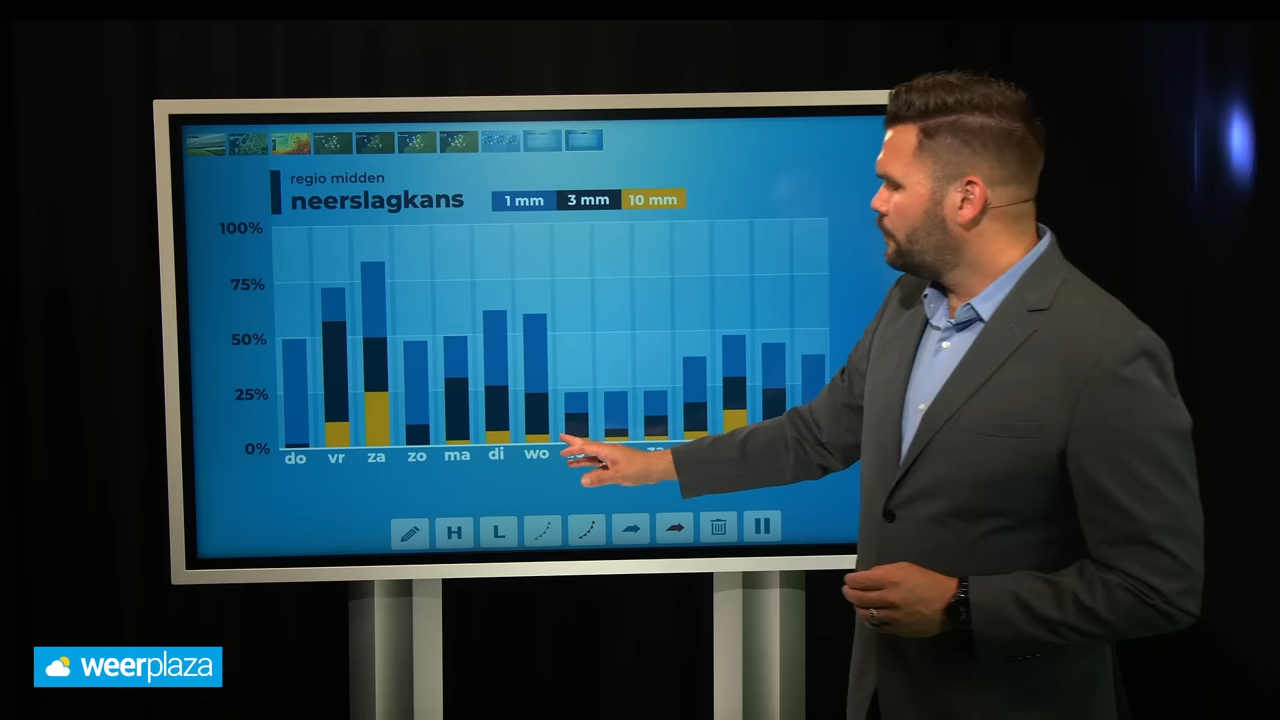 regio midden
neerslagkans
1 mm 3 mm 10 mm
100%
75%
50%
25%
0%
do vr za zo ma di wo
H L
weerplaza